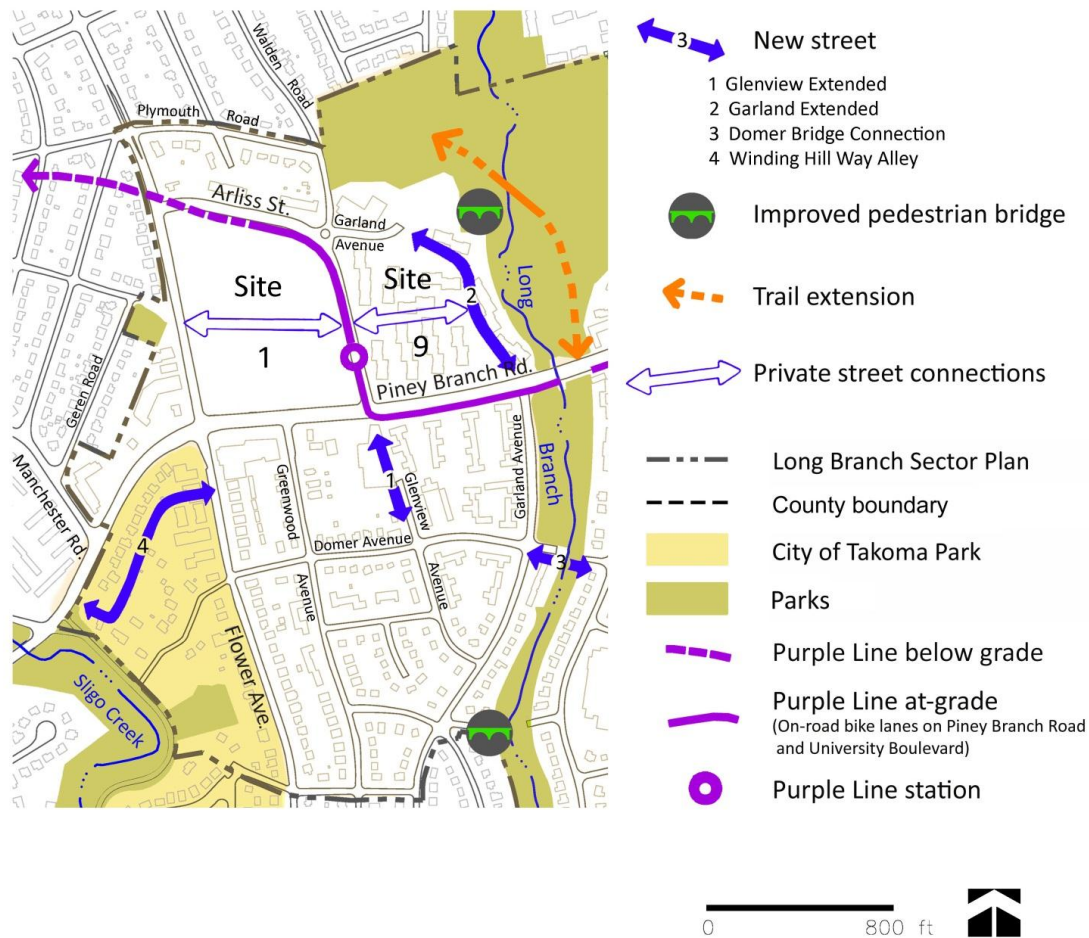 Walden
Road
Plymouth Road
Arliss St.
Garland
Avenue
Site
1
Site
9
2
Long
Piney Branch Rd.
Geren Road
Manchester Rd.
Greenwood
Avenue
1
Glenview
Avenue
Garland Avenue
Branch
Domer Avenue
3
4
Flower Ave.
Sligo Creek
3
New street
1 Glenview Extended
2 Garland Extended
3 Domer Bridge Connection
4 Winding Hill Way Alley
Improved pedestrian bridge
Trail extension
Private street connections
Long Branch Sector Plan
County boundary
City of Takoma Park
Parks
Purple Line below grade
Purple Line at-grade
(On-road bike lanes on Piney Branch Road
and University Boulevard)
Purple Line station
0 800 ft